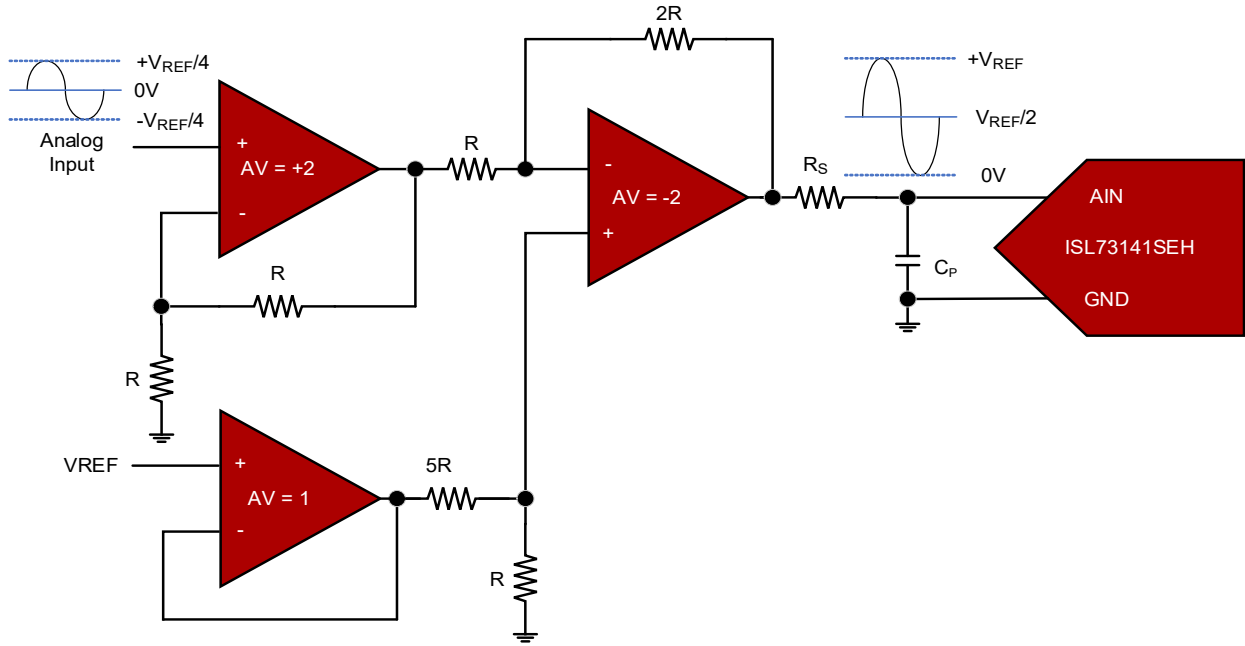 2R
+VREF/4
0V
-VREF/4
Analog
Input
+VREF
VREF/2
0V
+
AV = +2
-
R
-
AV = -2
+
RS
AIN
ISL73141SEH
GND
CP
R
R
VREF
+
AV = 1
-
5R
R